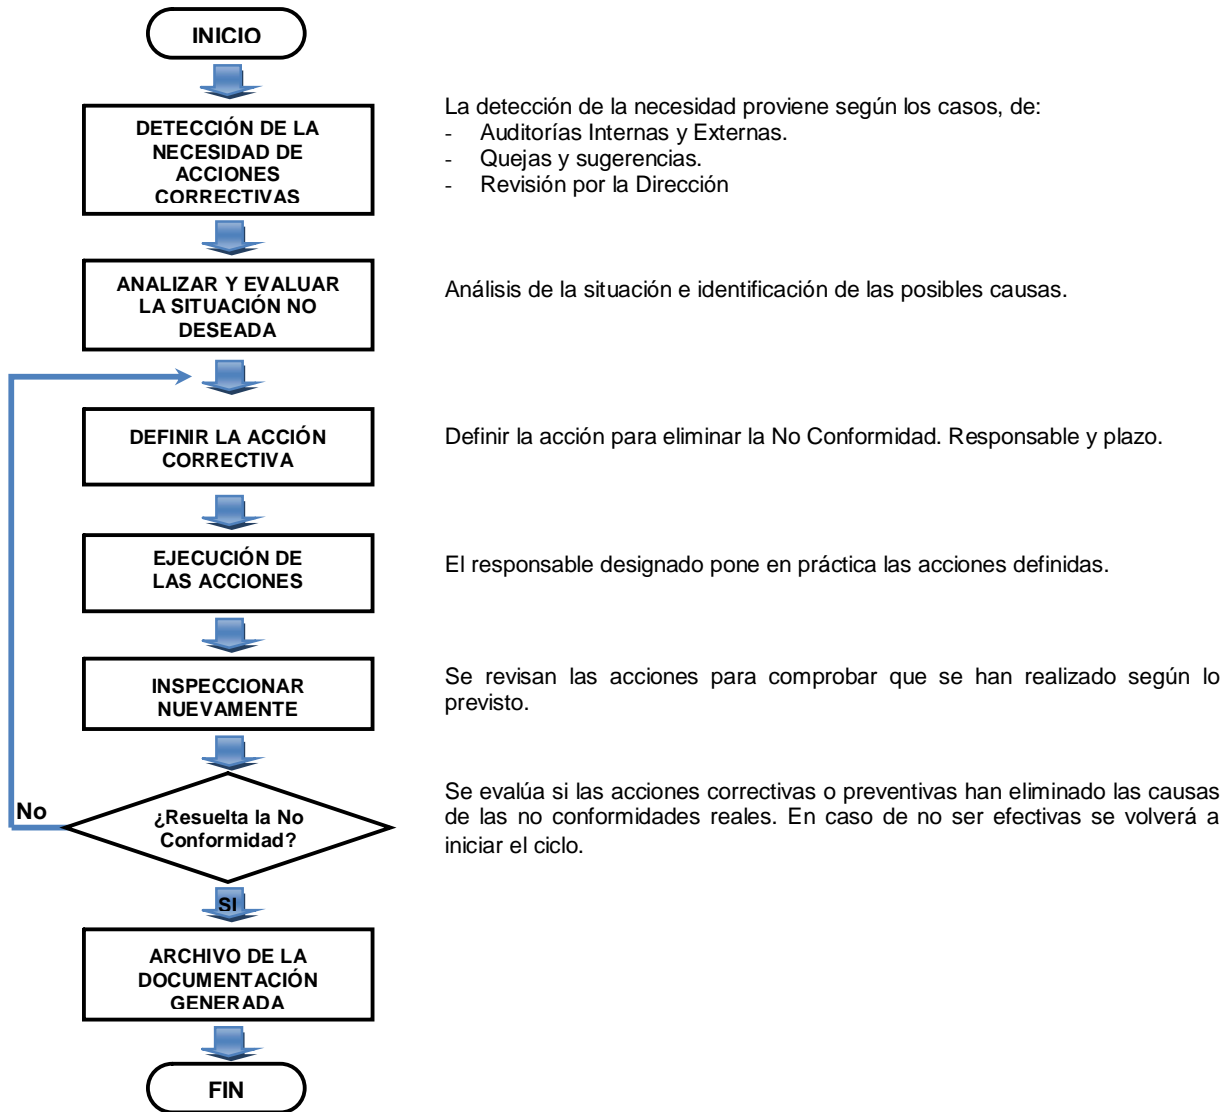 INICIO
DETECCIÓN DE LA
NECESIDAD DE
ACCIONES
CORRECTIVAS
La detección de la necesidad proviene según los casos, de:
- Auditorías Internas y Externas.
- Quejas y sugerencias.
- Revisión por la Dirección
ANALIZAR Y EVALUAR
LA SITUACIÓN NO
DESEADA
Análisis de la situación e identificación de las posibles causas.
DEFINIR LA ACCIÓN
CORRECTIVA
Definir la acción para eliminar la No Conformidad. Responsable y plazo.
EJECUCIÓN DE
LAS ACCIONES
El responsable designado pone en práctica las acciones definidas.
INSPECCIONAR
NUEVAMENTE
Se revisan las acciones para comprobar que se han realizado según lo
previsto.
No
¿Resuelta la No
Conformidad?
Se evalúa si las acciones correctivas o preventivas han eliminado las causas
de las no conformidades reales. En caso de no ser efectivas se volverá a
iniciar el ciclo.
SI
ARCHIVO DE LA
DOCUMENTACIÓN
GENERADA
FIN